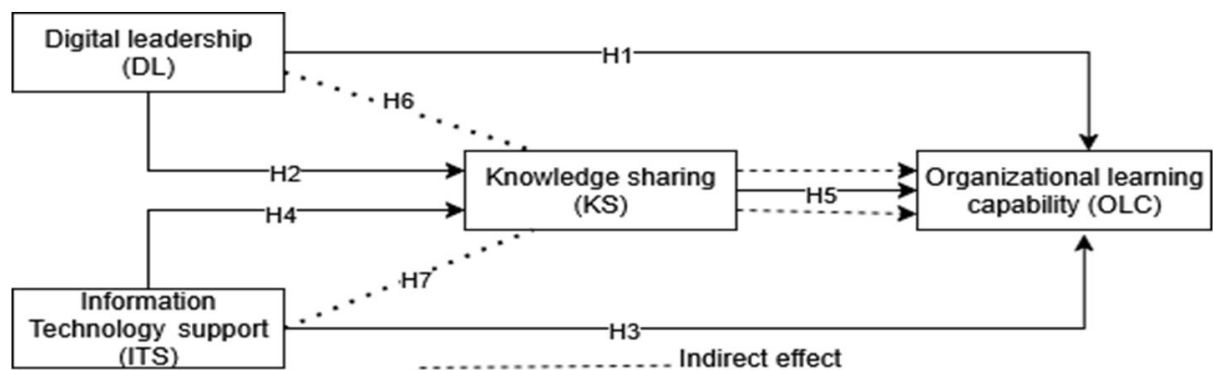 Digital leadership
(DL)
H1
H6
H2
Knowledge sharing
(KS)
H5
Organizational learning
capability (OLC)
H4
H7
Information
Technology support
(ITS)
H3
Indirect effect